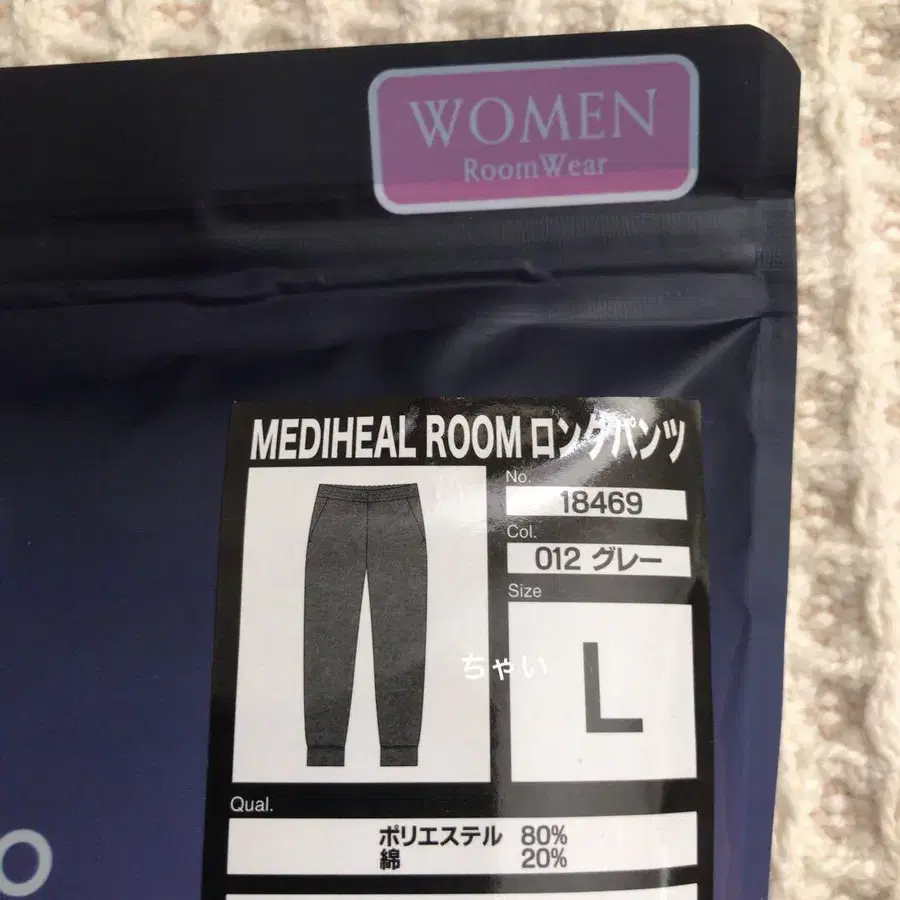 WOMEN
RoomWear
MEDIHEAL ROOM ロングパンツ
No.
18469
Col.
012 グレー
Size
L
ちゃい
Qual.
ポリエステル 80%
綿 20%
O